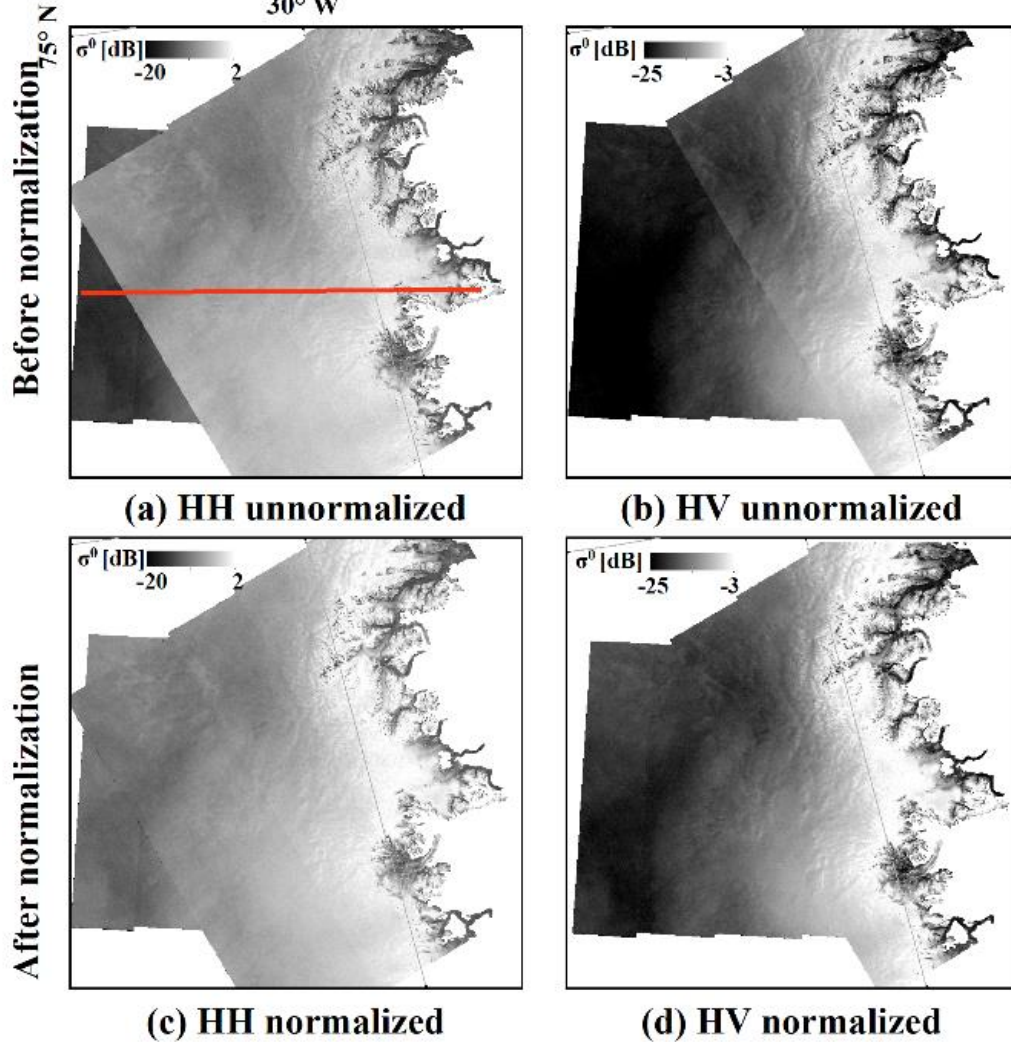 30° W
75° N
Before normalization
σ⁰ [dB]
-20 2
σ⁰ [dB]
-25 -3
(a) HH unnormalized
(b) HV unnormalized
After normalization
σ⁰ [dB]
-20 2
σ⁰ [dB]
-25 -3
(c) HH normalized
(d) HV normalized